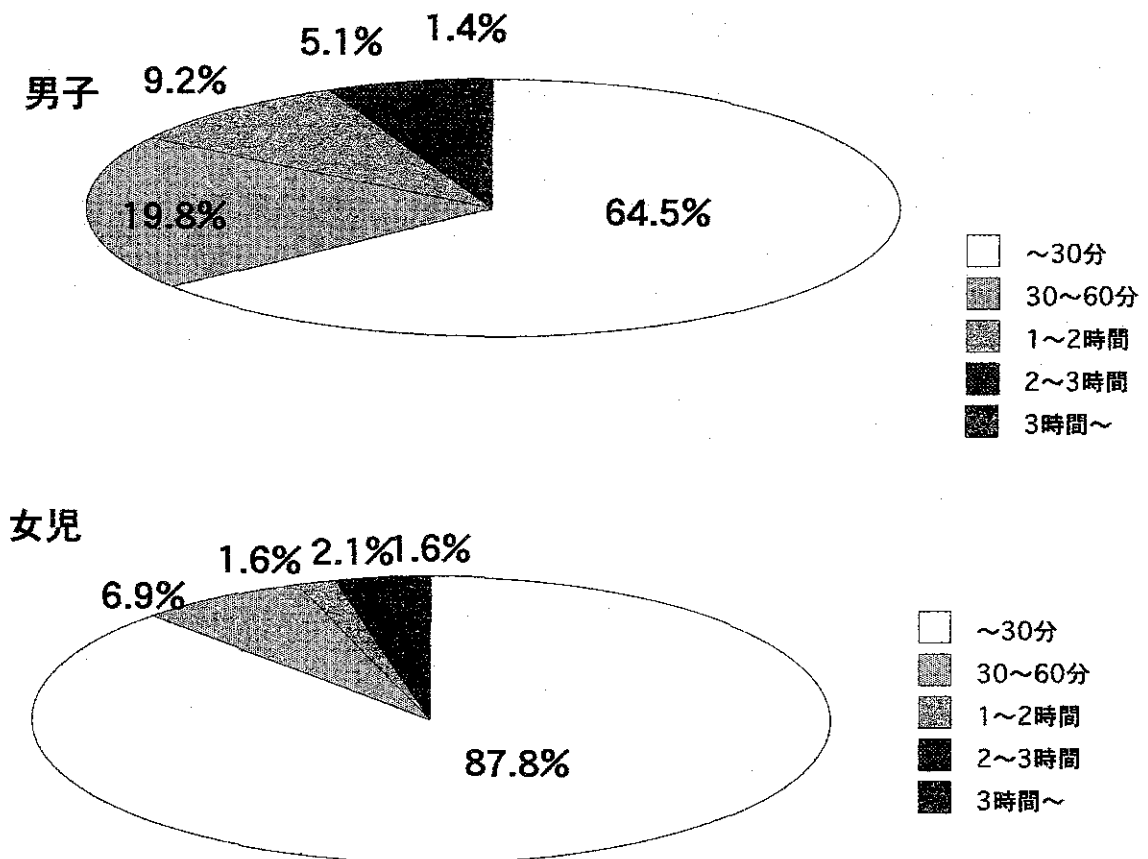 男子
5.1%
1.4%
9.2%
19.8%
64.5%
～30分
30～60分
1～2時間
2～3時間
3時間～
女児
1.6%
2.1%
1.6%
6.9%
87.8%
～30分
30～60分
1～2時間
2～3時間
3時間～